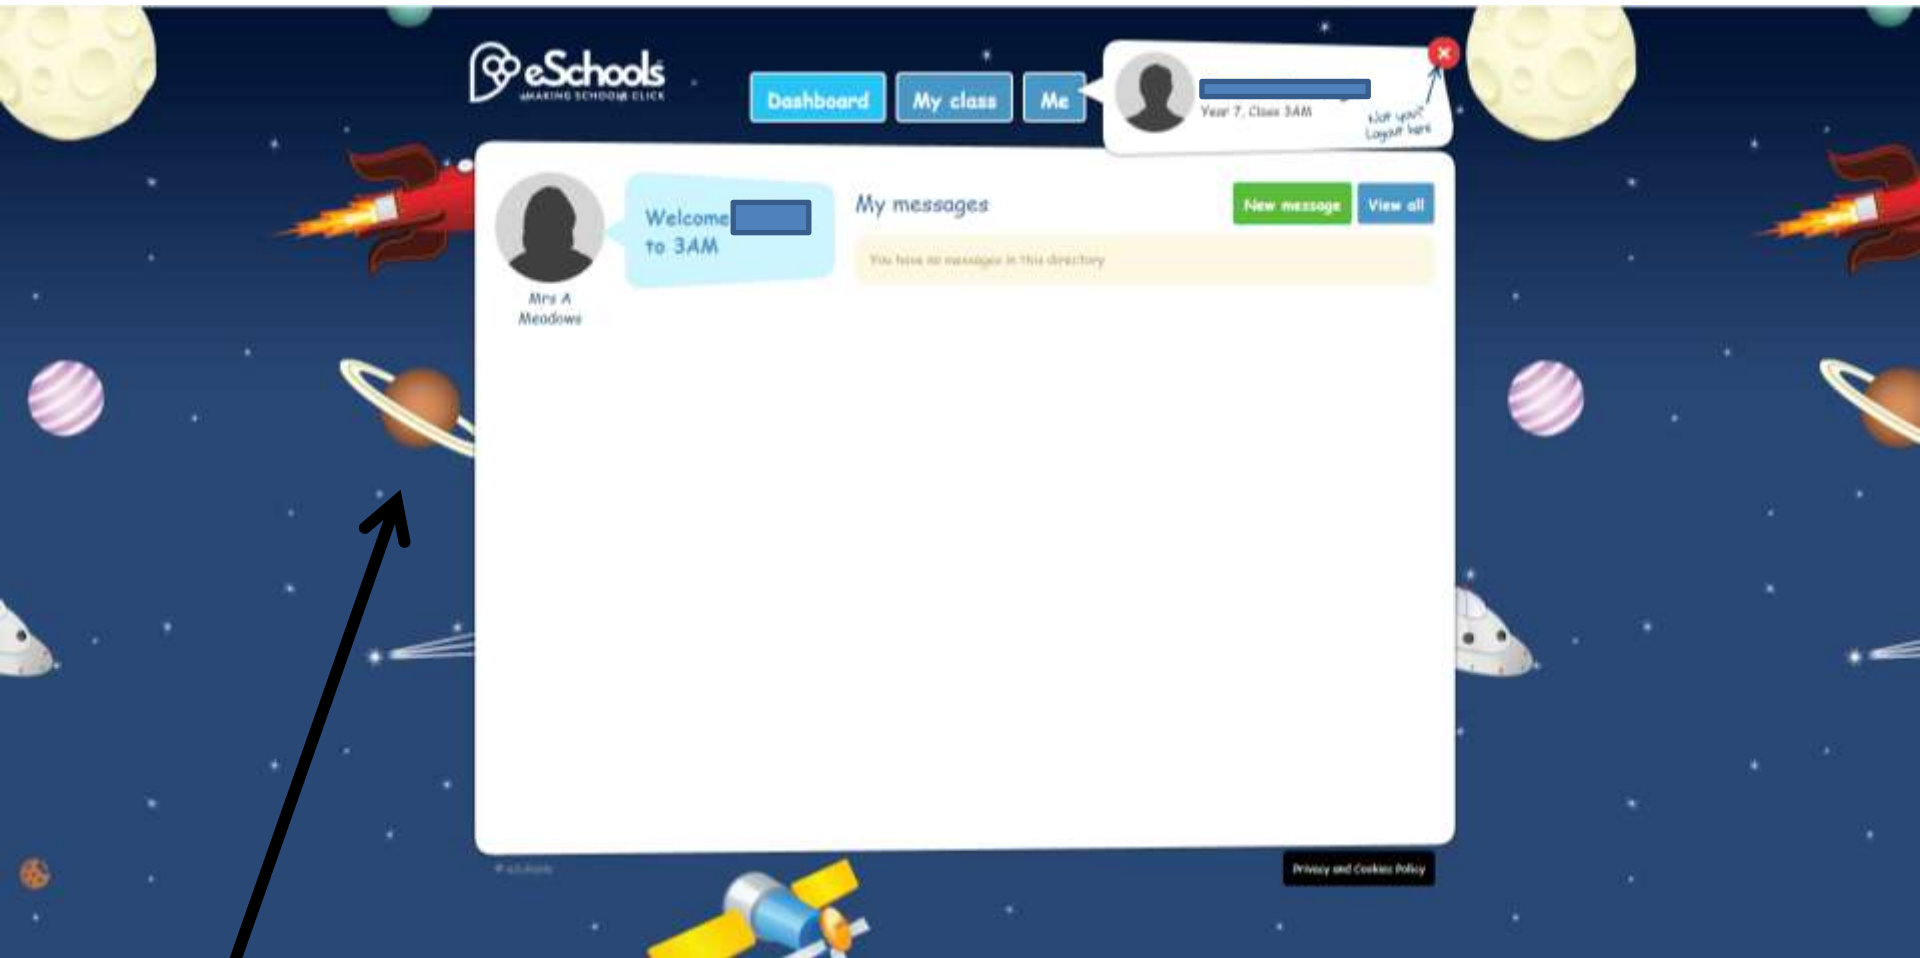 eSchools
MAKING SCHOOLS CLICK
Dashboard
My class
Me
Year 7, Class 3AM
Not you?
Logout here
Welcome
to 3AM
Mrs A
Meadows
My messages
New message
View all
You have no messages in this directory
© eSchools
Privacy and Cookies Policy